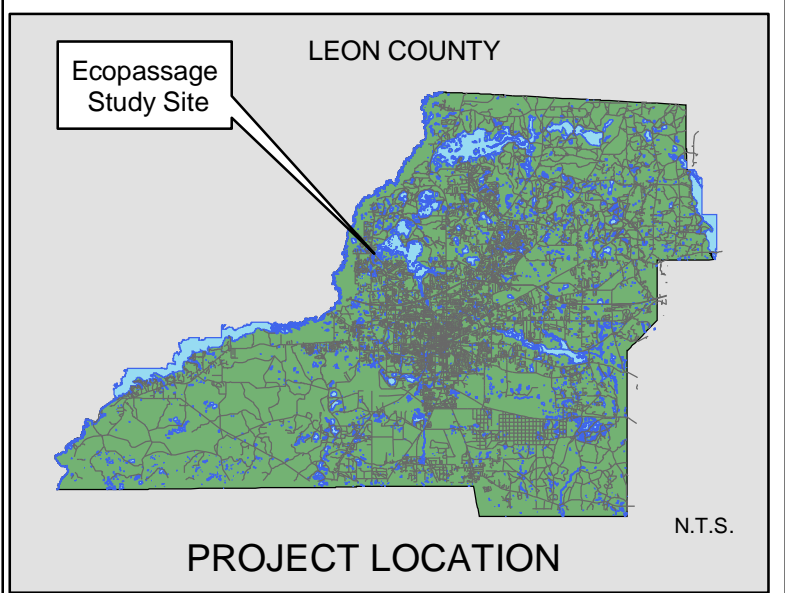 LEON COUNTY
Ecopassage
Study Site
N.T.S.
PROJECT LOCATION